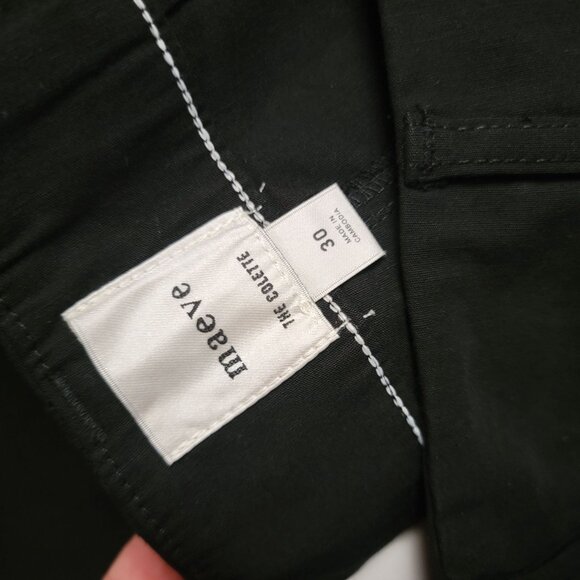 maeve
THE COLETTE
30
MADE IN
CAMBODIA